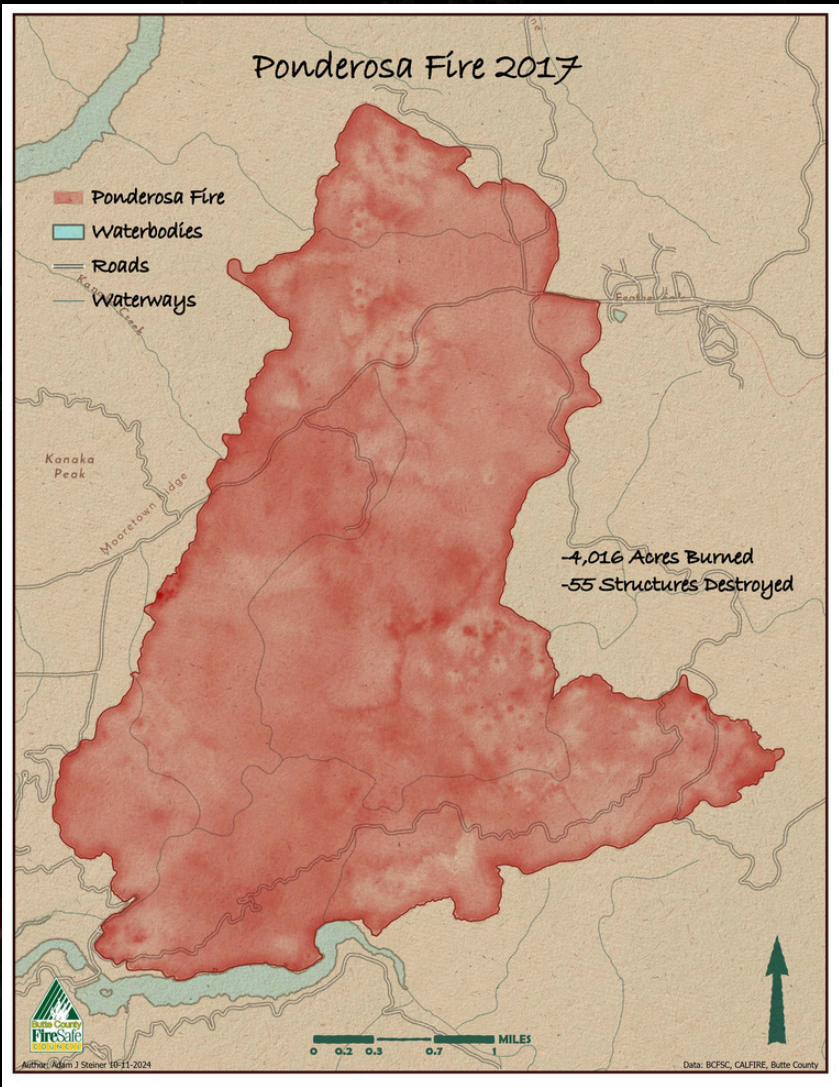 Ponderosa Fire 2017
Ponderosa Fire
Waterbodies
Roads
Waterways
Kanaka Creek
Kanaka
Peak
Mooretown Ridge
-4,016 Acres Burned
-55 Structures Destroyed
Butte County
FireSafe
COUNCIL
0 0.2 0.3 0.7 1 MILES
Author: Adam J Steiner 10-11-2024
Data: BCFSC, CALFIRE, Butte County